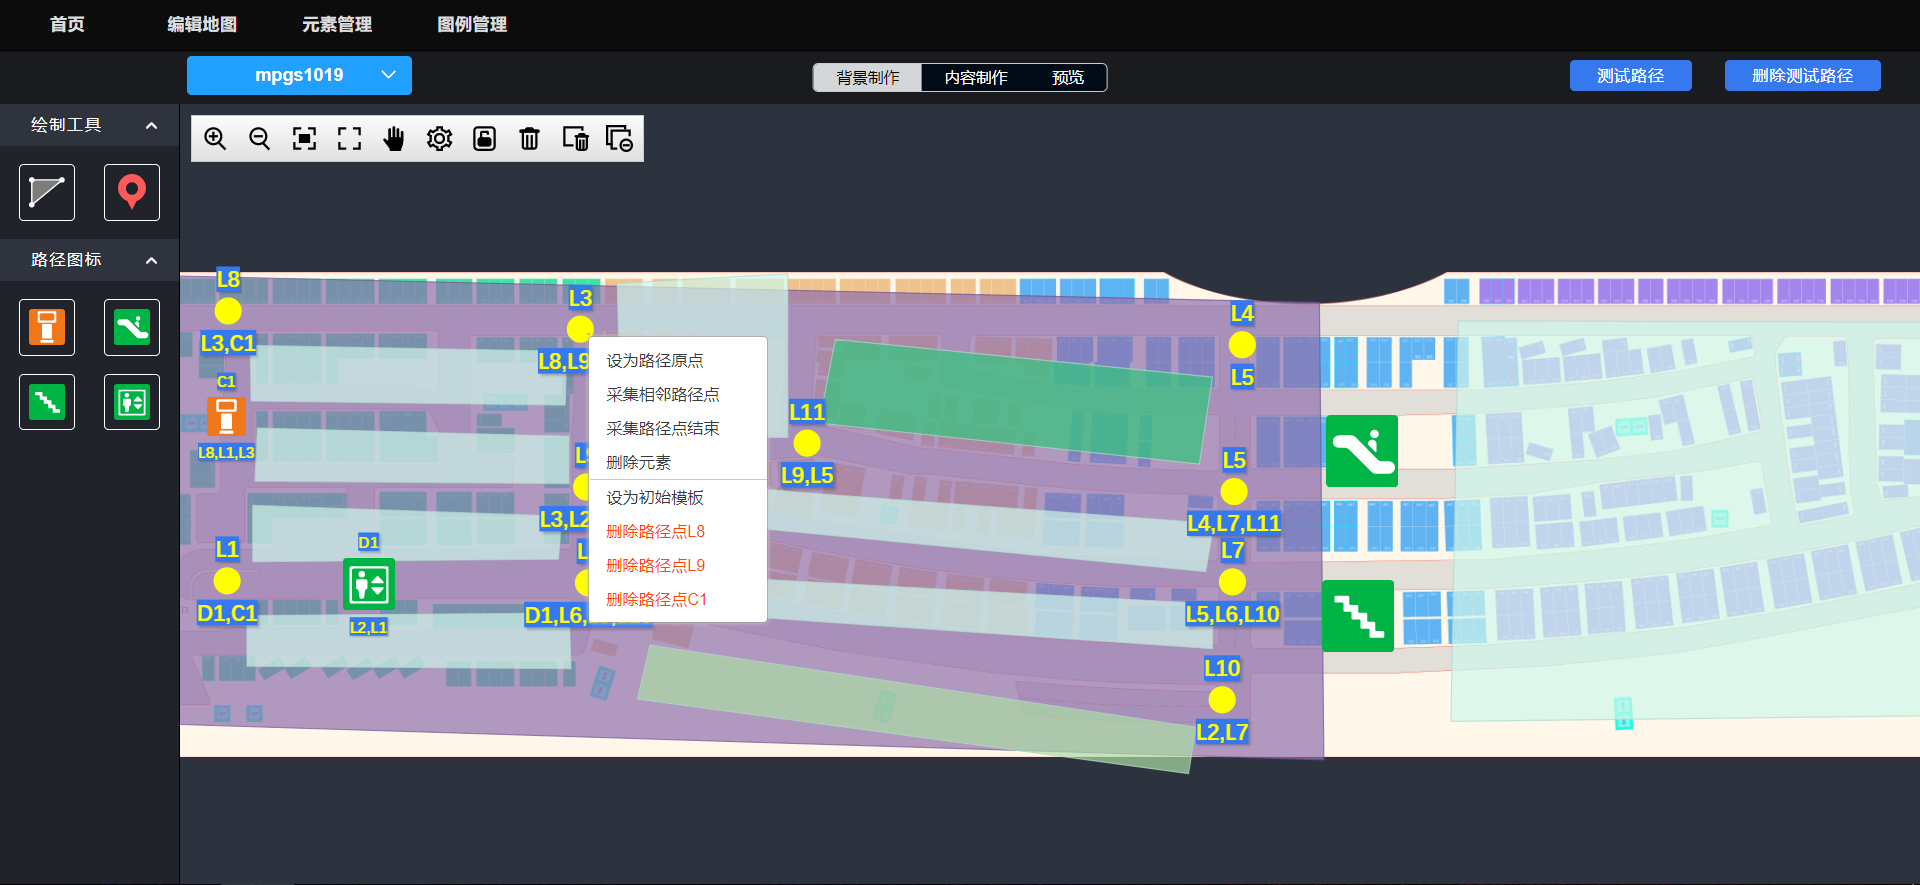 首页
编辑地图
元素管理
图例管理
mpgs1019
背景制作
内容制作
预览
测试路径
删除测试路径
绘制工具
路径图标
L8
L3,C1
L3
L8,L9
L4
L5
C1
L8,L1,L3
设为路径原点
采集相邻路径点
采集路径点结束
删除元素
设为初始模板
删除路径点L8
删除路径点L9
删除路径点C1
L11
L9,L5
L3,L2
L5
L4,L7,L11
L1
D1,C1
D1
L2,L1
D1,L6,
L7
L5,L6,L10
L10
L2,L7